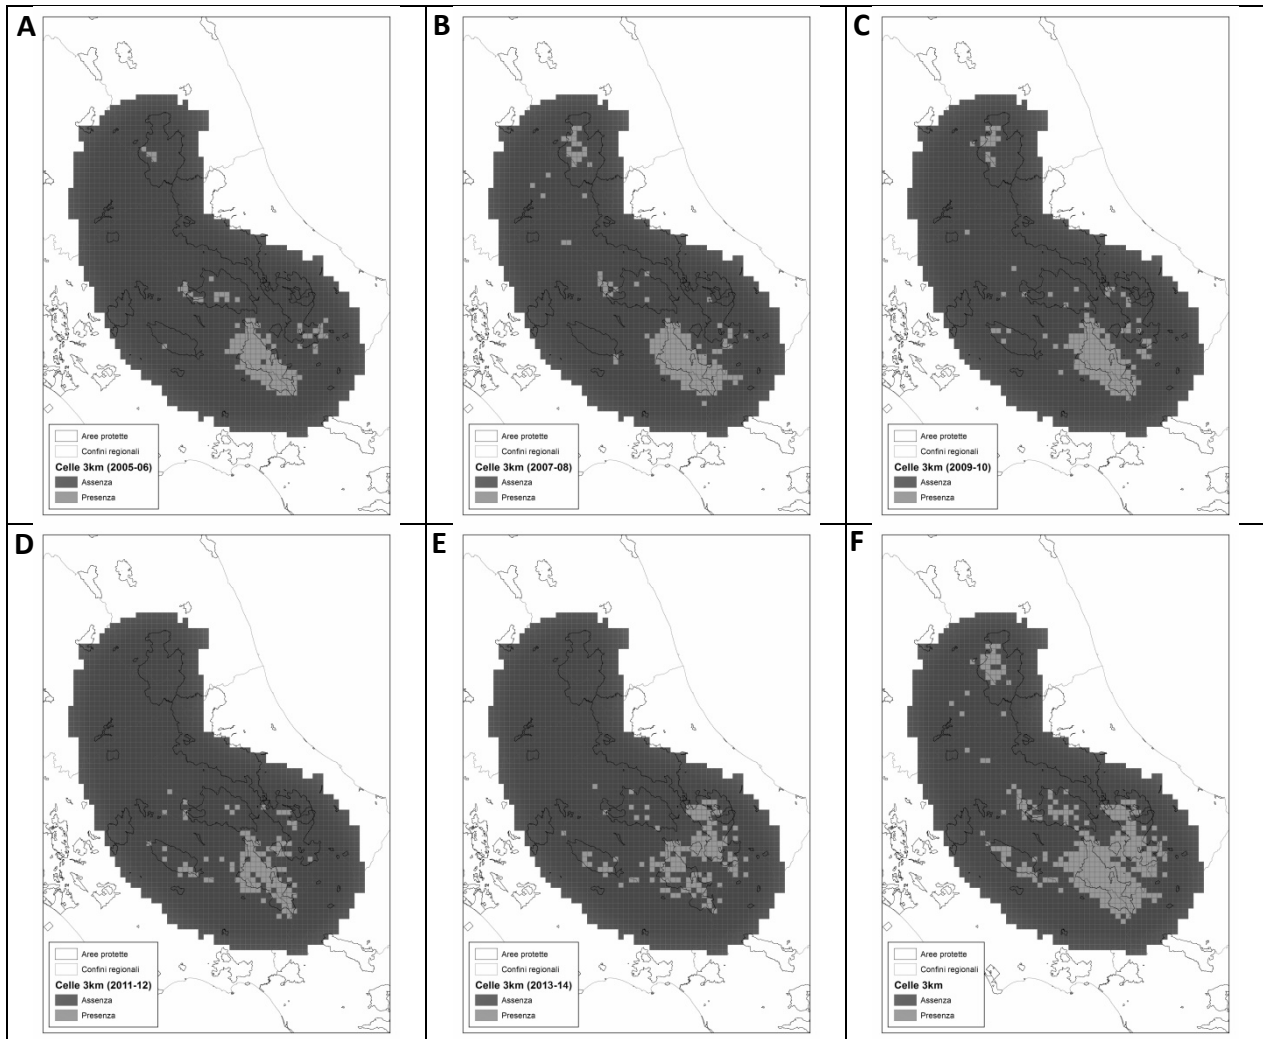 A
Aree protette
Confini regionali
Celle 3km (2005-06)
Assenza
Presenza
B
Aree protette
Confini regionali
Celle 3km (2007-08)
Assenza
Presenza
C
Aree protette
Confini regionali
Celle 3km (2009-10)
Assenza
Presenza
D
Aree protette
Confini regionali
Celle 3km (2011-12)
Assenza
Presenza
E
Aree protette
Confini regionali
Celle 3km (2013-14)
Assenza
Presenza
F
Aree protette
Confini regionali
Celle 3km
Assenza
Presenza